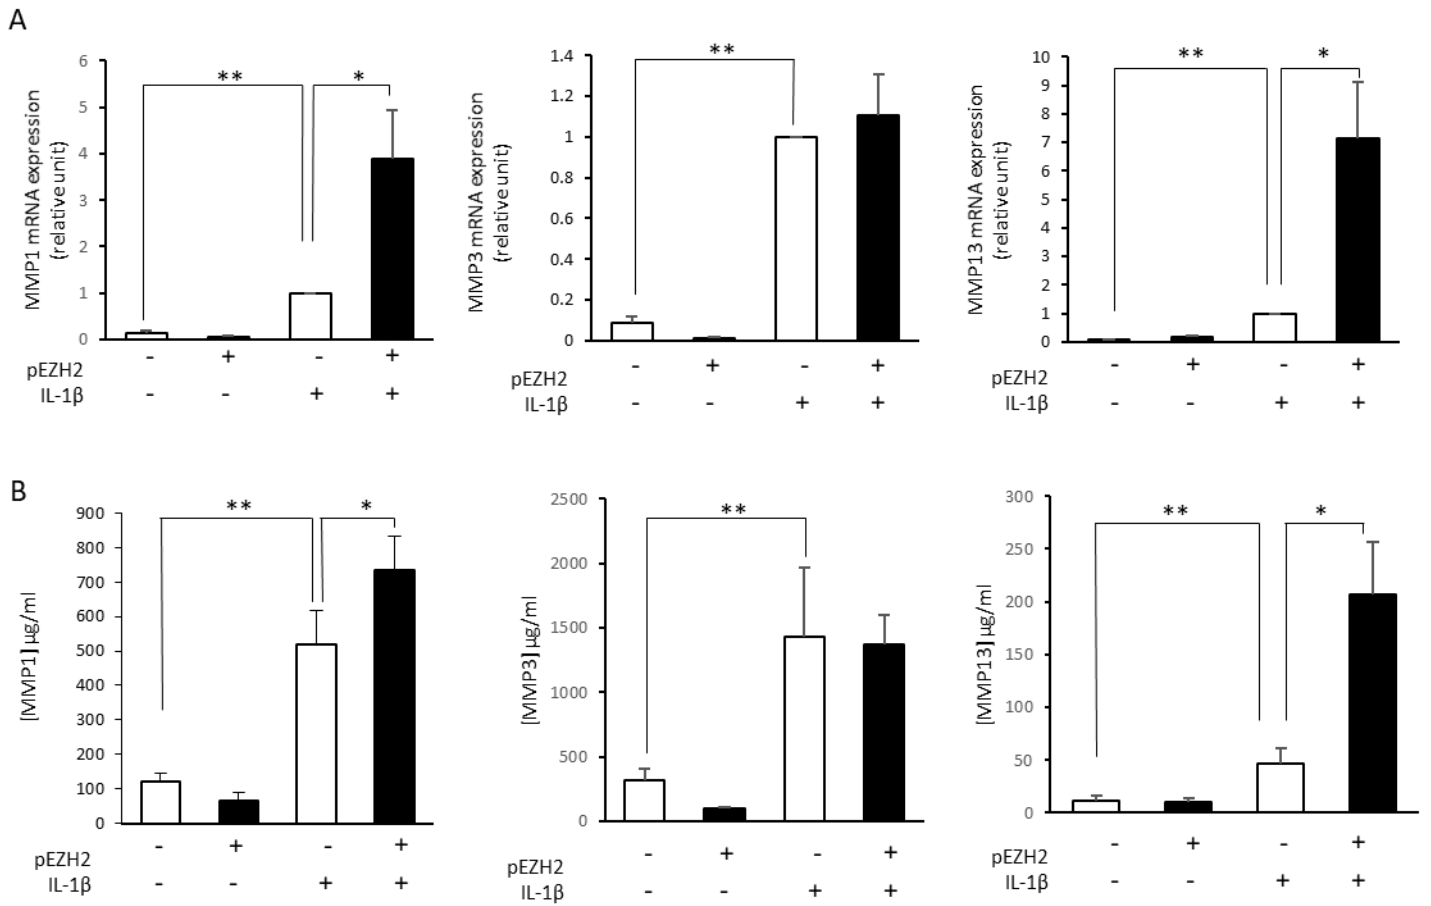 A
MMP1 mRNA expression
(relative unit)
6
5
4
3
2
1
0
** *
- + - +
pEZH2
IL-1β - - + +
MMP3 mRNA expression
(relative unit)
1.4
1.2
1
0.8
0.6
0.4
0.2
0
**
- + - +
pEZH2
IL-1β - - + +
MMP13 mRNA expression
(relative unit)
10
9
8
7
6
5
4
3
2
1
0
** *
- + - +
pEZH2
IL-1β - - + +
B
[MMP1] µg/ml
900
800
700
600
500
400
300
200
100
0
** *
- + - +
pEZH2
IL-1β - - + +
[MMP3] µg/ml
2500
2000
1500
1000
500
0
**
- + - +
pEZH2
IL-1β - - + +
[MMP13] µg/ml
300
250
200
150
100
50
0
** *
- + - +
pEZH2
IL-1β - - + +